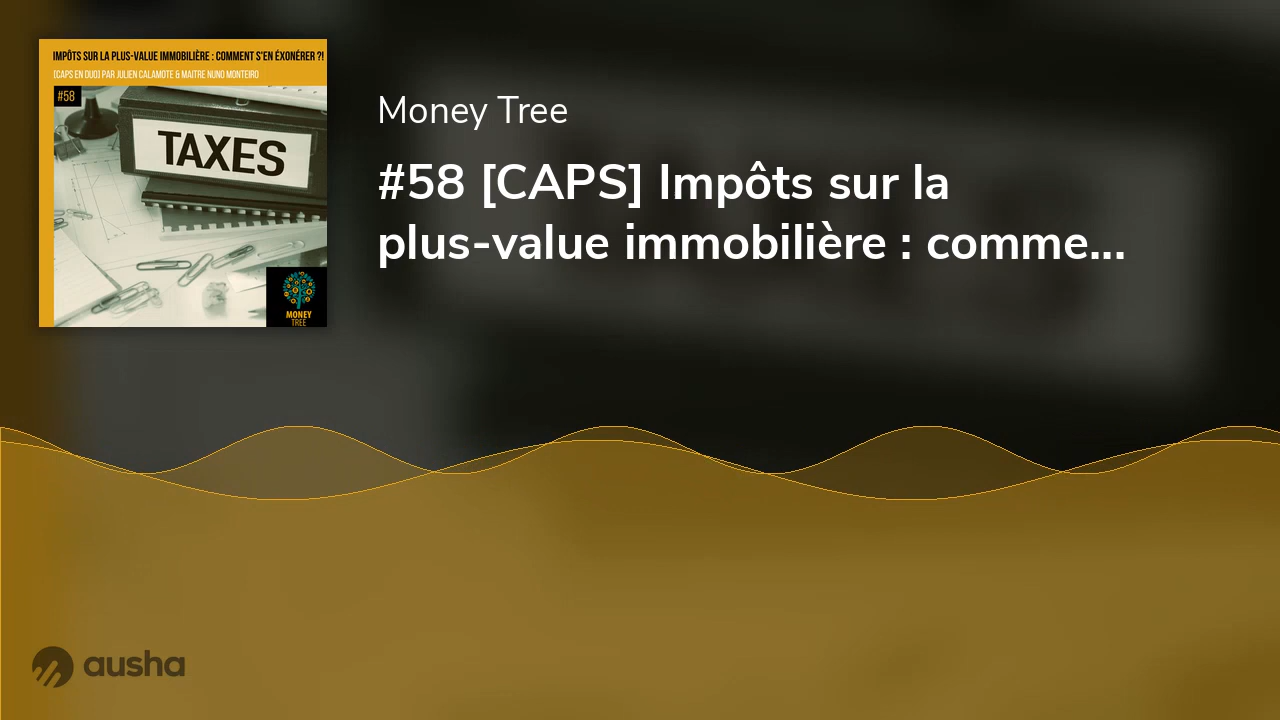 IMPÔTS SUR LA PLUS-VALUE IMMOBILIÈRE : COMMENT S'EN ÉXONÉRER ?!
[CAPS EN DUO] PAR JULIEN CALAMOTE & MAITRE NUNO MONTEIRO
#58
TAXES
MONEY
TREE
Money Tree
#58 [CAPS] Impôts sur la
plus-value immobilière : comme...
ausha